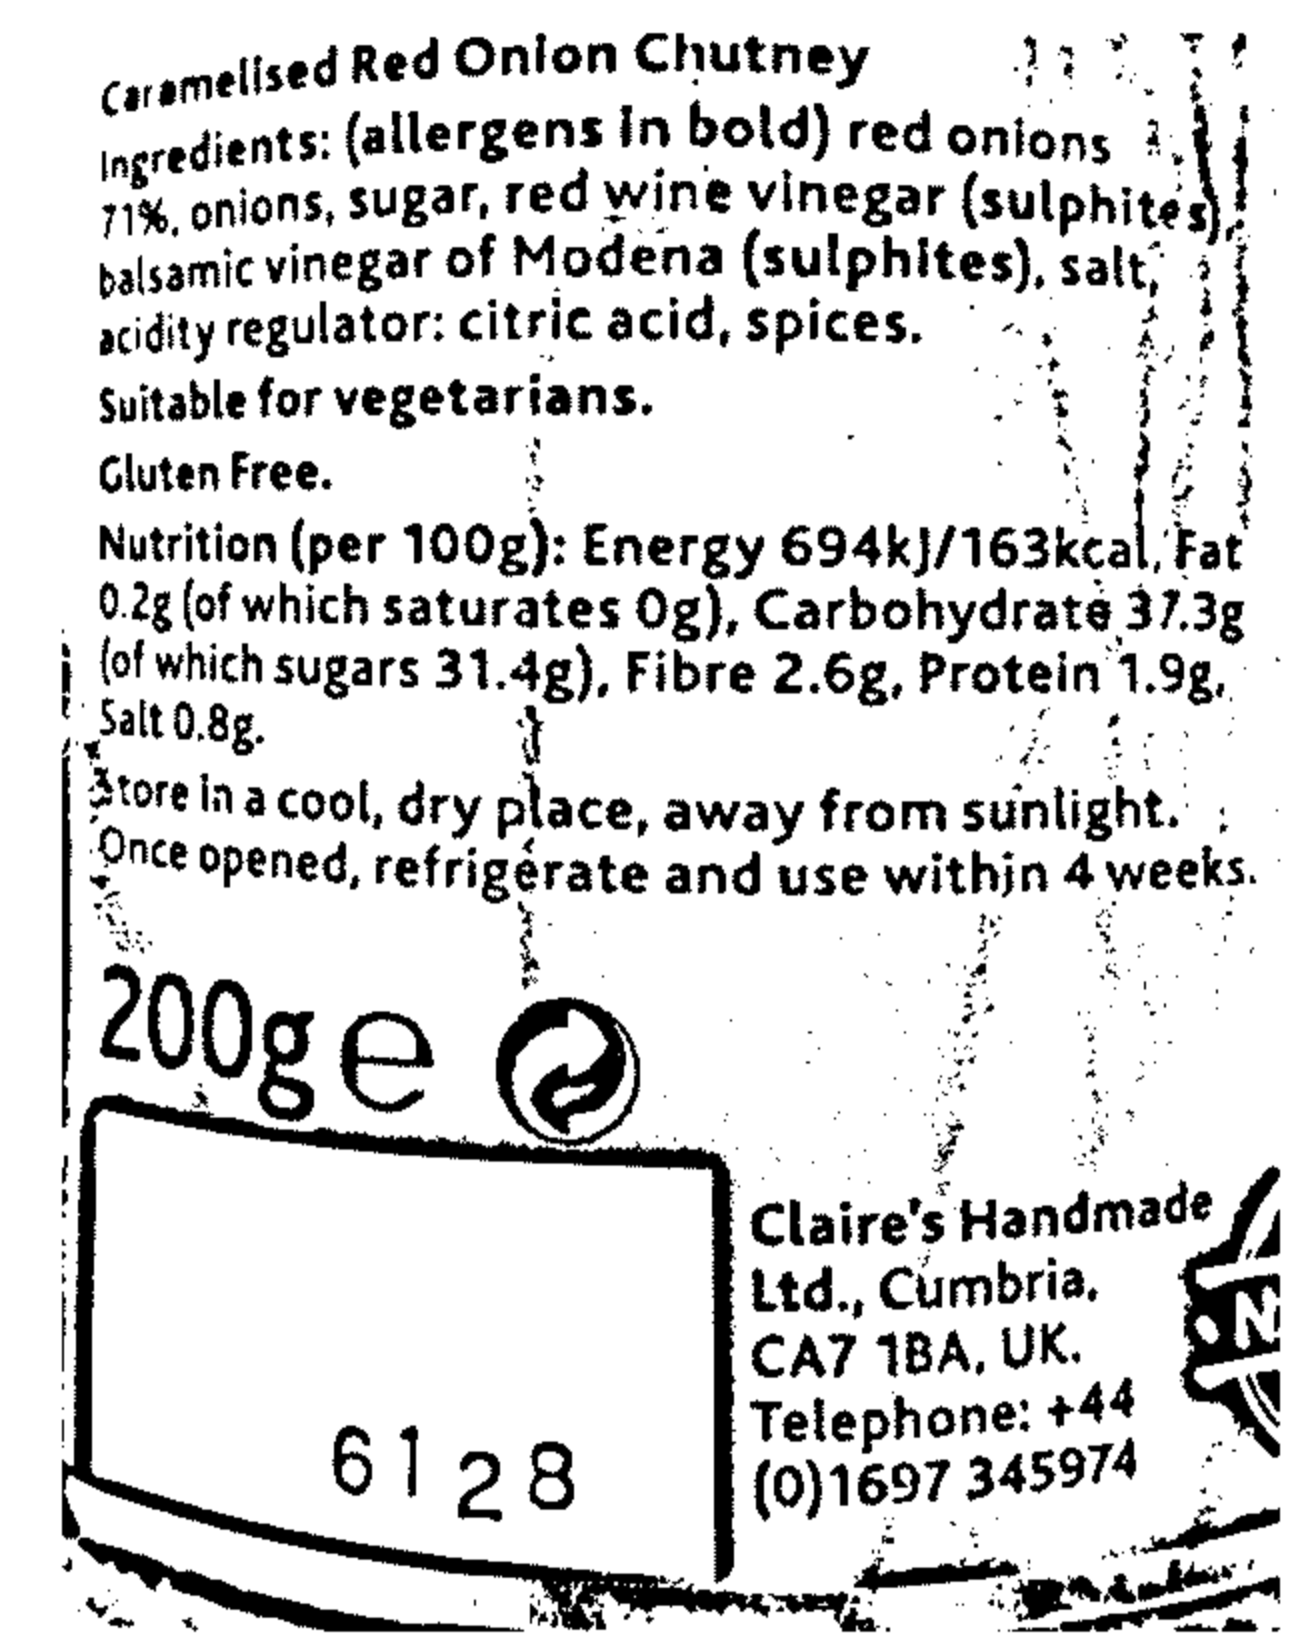 Caramelised Red Onion Chutney
Ingredients: (allergens in bold) red onions
71%, onions, sugar, red wine vinegar (sulphites),
balsamic vinegar of Modena (sulphites), salt,
acidity regulator: citric acid, spices.
Suitable for vegetarians.
Gluten Free.
Nutrition (per 100g): Energy 694kJ/163kcal, Fat
0.2g (of which saturates 0g), Carbohydrate 37.3g
(of which sugars 31.4g), Fibre 2.6g, Protein 1.9g,
Salt 0.8g.
Store in a cool, dry place, away from sunlight.
Once opened, refrigerate and use within 4 weeks.
200g e
Claire's Handmade
Ltd., Cumbria,
CA7 1BA, UK.
Telephone: +44
(0)1697 345974
6128